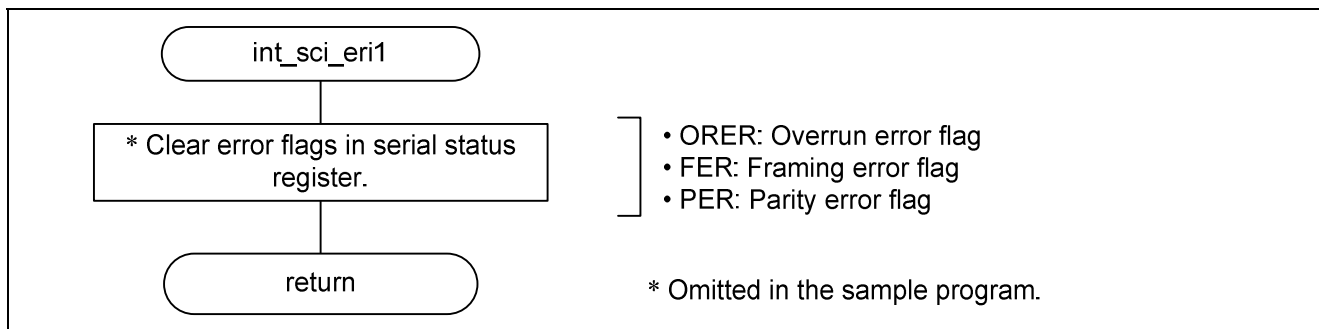 int_sci_eri1
* Clear error flags in serial status
register.
• ORER: Overrun error flag
• FER: Framing error flag
• PER: Parity error flag
return
* Omitted in the sample program.